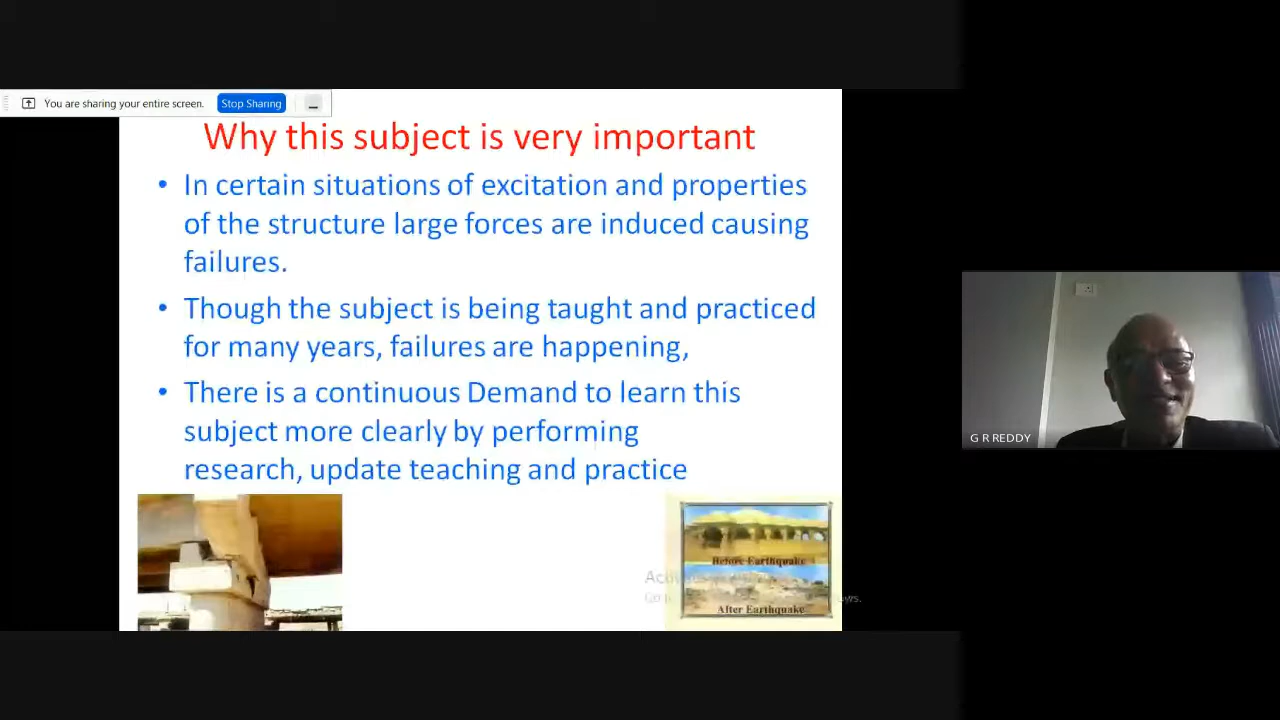 You are sharing your entire screen.
Stop Sharing
Why this subject is very important
• In certain situations of excitation and properties
of the structure large forces are induced causing
failures.
• Though the subject is being taught and practiced
for many years, failures are happening,
• There is a continuous Demand to learn this
subject more clearly by performing
research, update teaching and practice
G R REDDY
Before Earthquake
After Earthquake